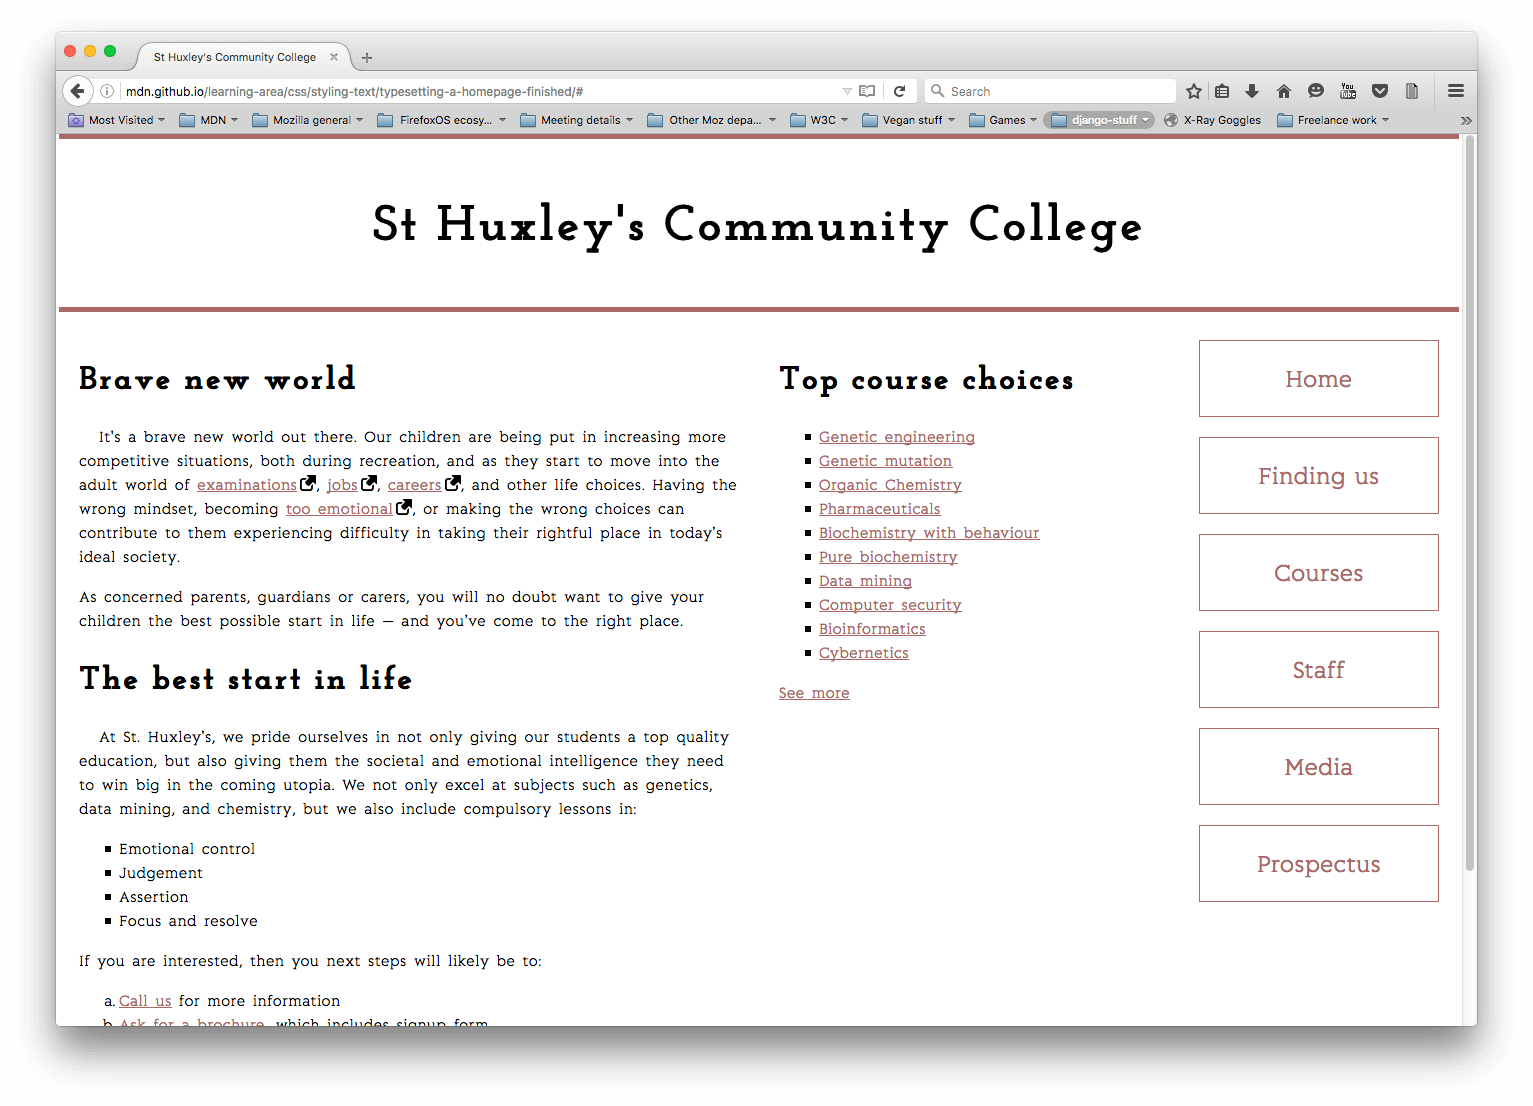 St Huxley's Community College
mdn.github.io/learning-area/css/styling-text/typesetting-a-homepage-finished/#
Search
You Tube
Most Visited
MDN
Mozilla general
FirefoxOS ecosy...
Meeting details
Other Moz depa...
W3C
Vegan stuff
Games
django-stuff
X-Ray Goggles
Freelance work
St Huxley's Community College
Brave new world
It's a brave new world out there. Our children are being put in increasing more
competitive situations, both during recreation, and as they start to move into the
adult world of examinations, jobs, careers, and other life choices. Having the
wrong mindset, becoming too emotional, or making the wrong choices can
contribute to them experiencing difficulty in taking their rightful place in today's
ideal society.
As concerned parents, guardians or carers, you will no doubt want to give your
children the best possible start in life — and you've come to the right place.
The best start in life
At St. Huxley's, we pride ourselves in not only giving our students a top quality
education, but also giving them the societal and emotional intelligence they need
to win big in the coming utopia. We not only excel at subjects such as genetics,
data mining, and chemistry, but we also include compulsory lessons in:
Emotional control
Judgement
Assertion
Focus and resolve
If you are interested, then you next steps will likely be to:
a. Call us for more information
b. Ask for a brochure, which includes signup form
Top course choices
Genetic engineering
Genetic mutation
Organic Chemistry
Pharmaceuticals
Biochemistry with behaviour
Pure biochemistry
Data mining
Computer security
Bioinformatics
Cybernetics
See more
Home
Finding us
Courses
Staff
Media
Prospectus